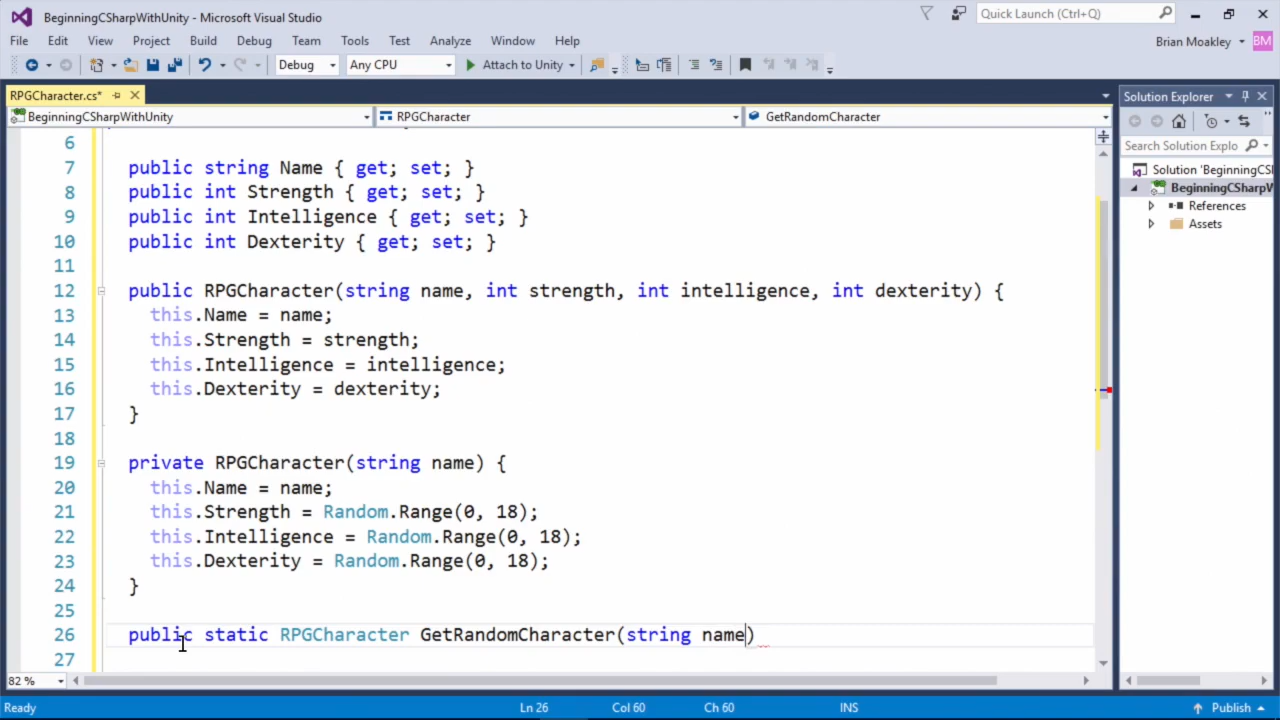 BeginningCSharpWithUnity - Microsoft Visual Studio
Quick Launch (Ctrl+Q)
File Edit View Project Build Debug Team Tools Test Analyze Window Help
Brian Moakley BM
Debug Any CPU Attach to Unity
RPGCharacter.cs*
Solution Explorer
BeginningCSharpWithUnity RPGCharacter GetRandomCharacter
Search Solution Explo
Solution 'BeginningCS
BeginningCSharpW
References
Assets
6
7 public string Name { get; set; }
8 public int Strength { get; set; }
9 public int Intelligence { get; set; }
10 public int Dexterity { get; set; }
11
12 public RPGCharacter(string name, int strength, int intelligence, int dexterity) {
13 this.Name = name;
14 this.Strength = strength;
15 this.Intelligence = intelligence;
16 this.Dexterity = dexterity;
17 }
18
19 private RPGCharacter(string name) {
20 this.Name = name;
21 this.Strength = Random.Range(0, 18);
22 this.Intelligence = Random.Range(0, 18);
23 this.Dexterity = Random.Range(0, 18);
24 }
25
26 public static RPGCharacter GetRandomCharacter(string name)
27
82 %
Ready Ln 26 Col 60 Ch 60 INS Publish